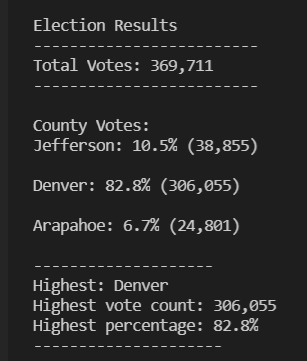 Election Results
-------------------------
Total Votes: 369,711
-------------------------
County Votes:
Jefferson: 10.5% (38,855)
Denver: 82.8% (306,055)
Arapahoe: 6.7% (24,801)
--------------------
Highest: Denver
Highest vote count: 306,055
Highest percentage: 82.8%
---------------------